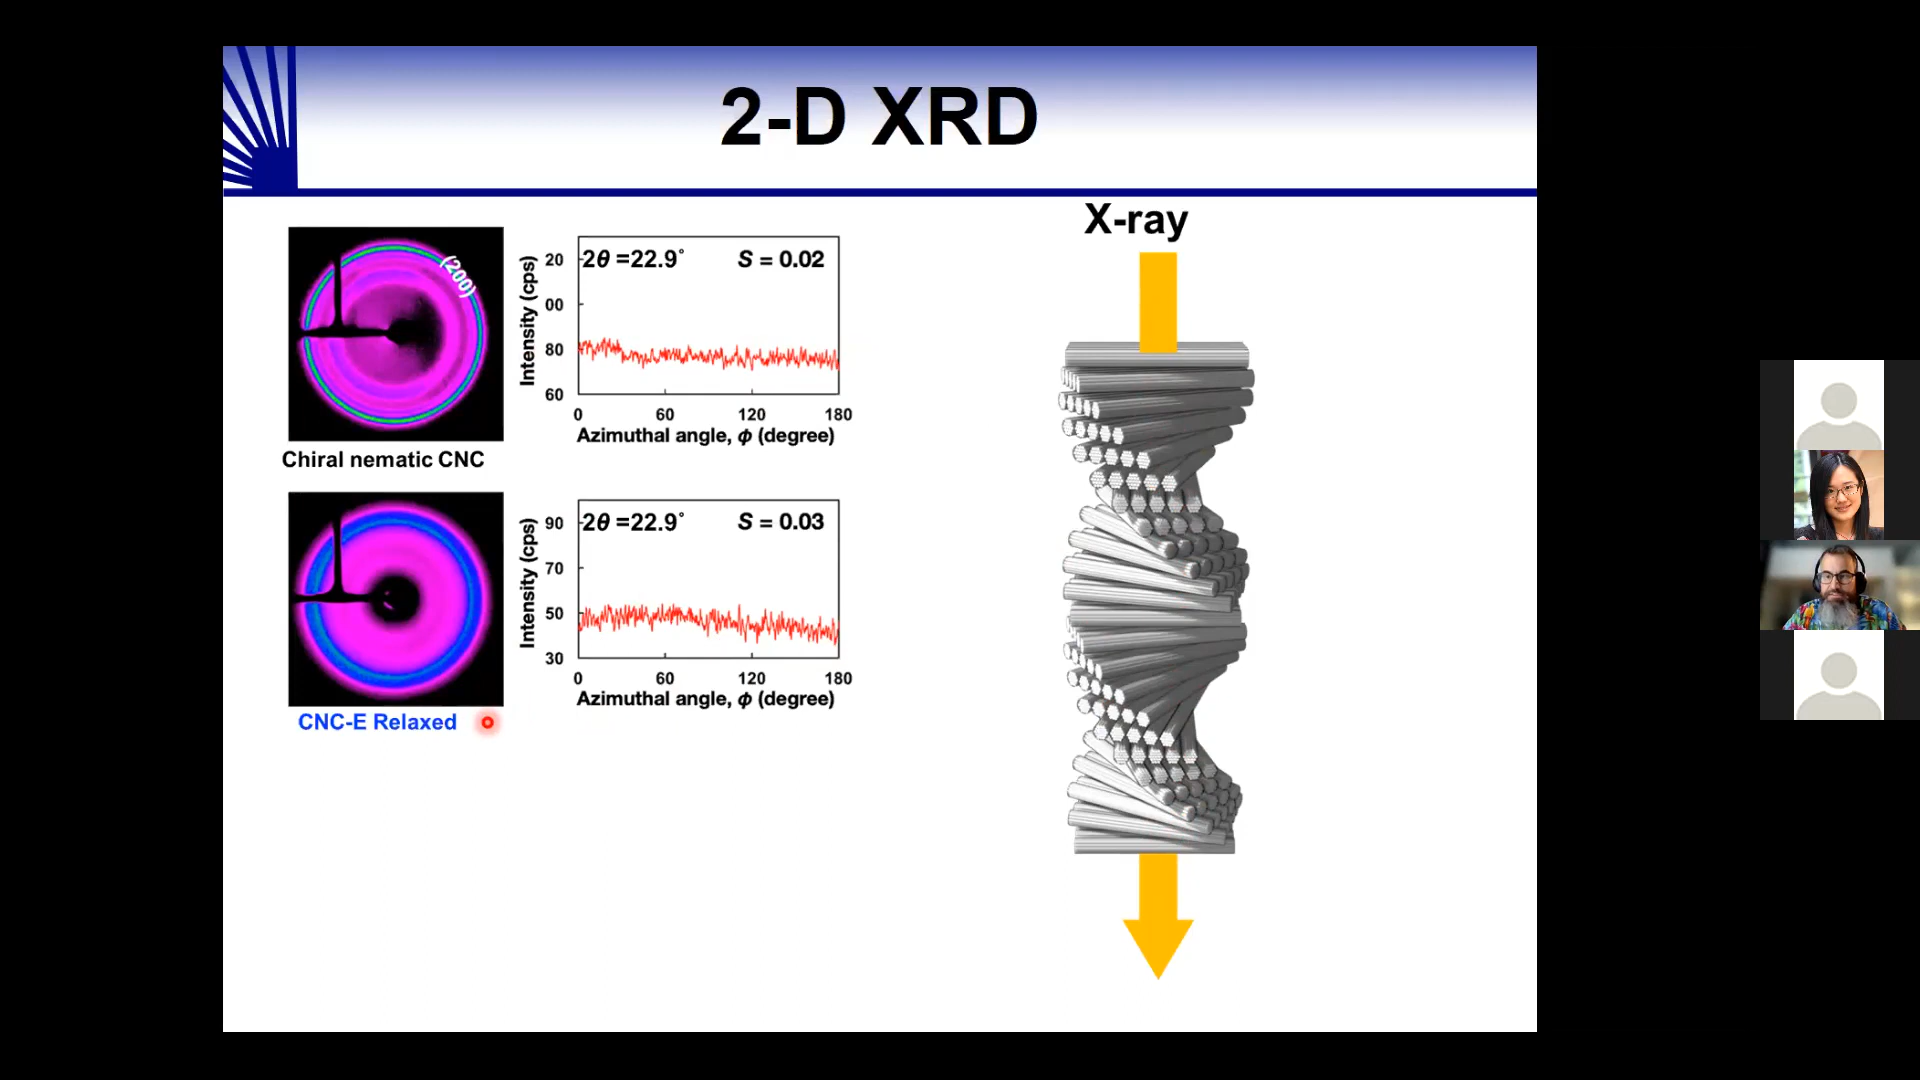 2-D XRD
(200)
Chiral nematic CNC
2θ =22.9°
S = 0.02
Intensity (cps)
20
00
80
60
0 60 120 180
Azimuthal angle, ϕ (degree)
CNC-E Relaxed
2θ =22.9°
S = 0.03
Intensity (cps)
90
70
50
30
0 60 120 180
Azimuthal angle, ϕ (degree)
X-ray